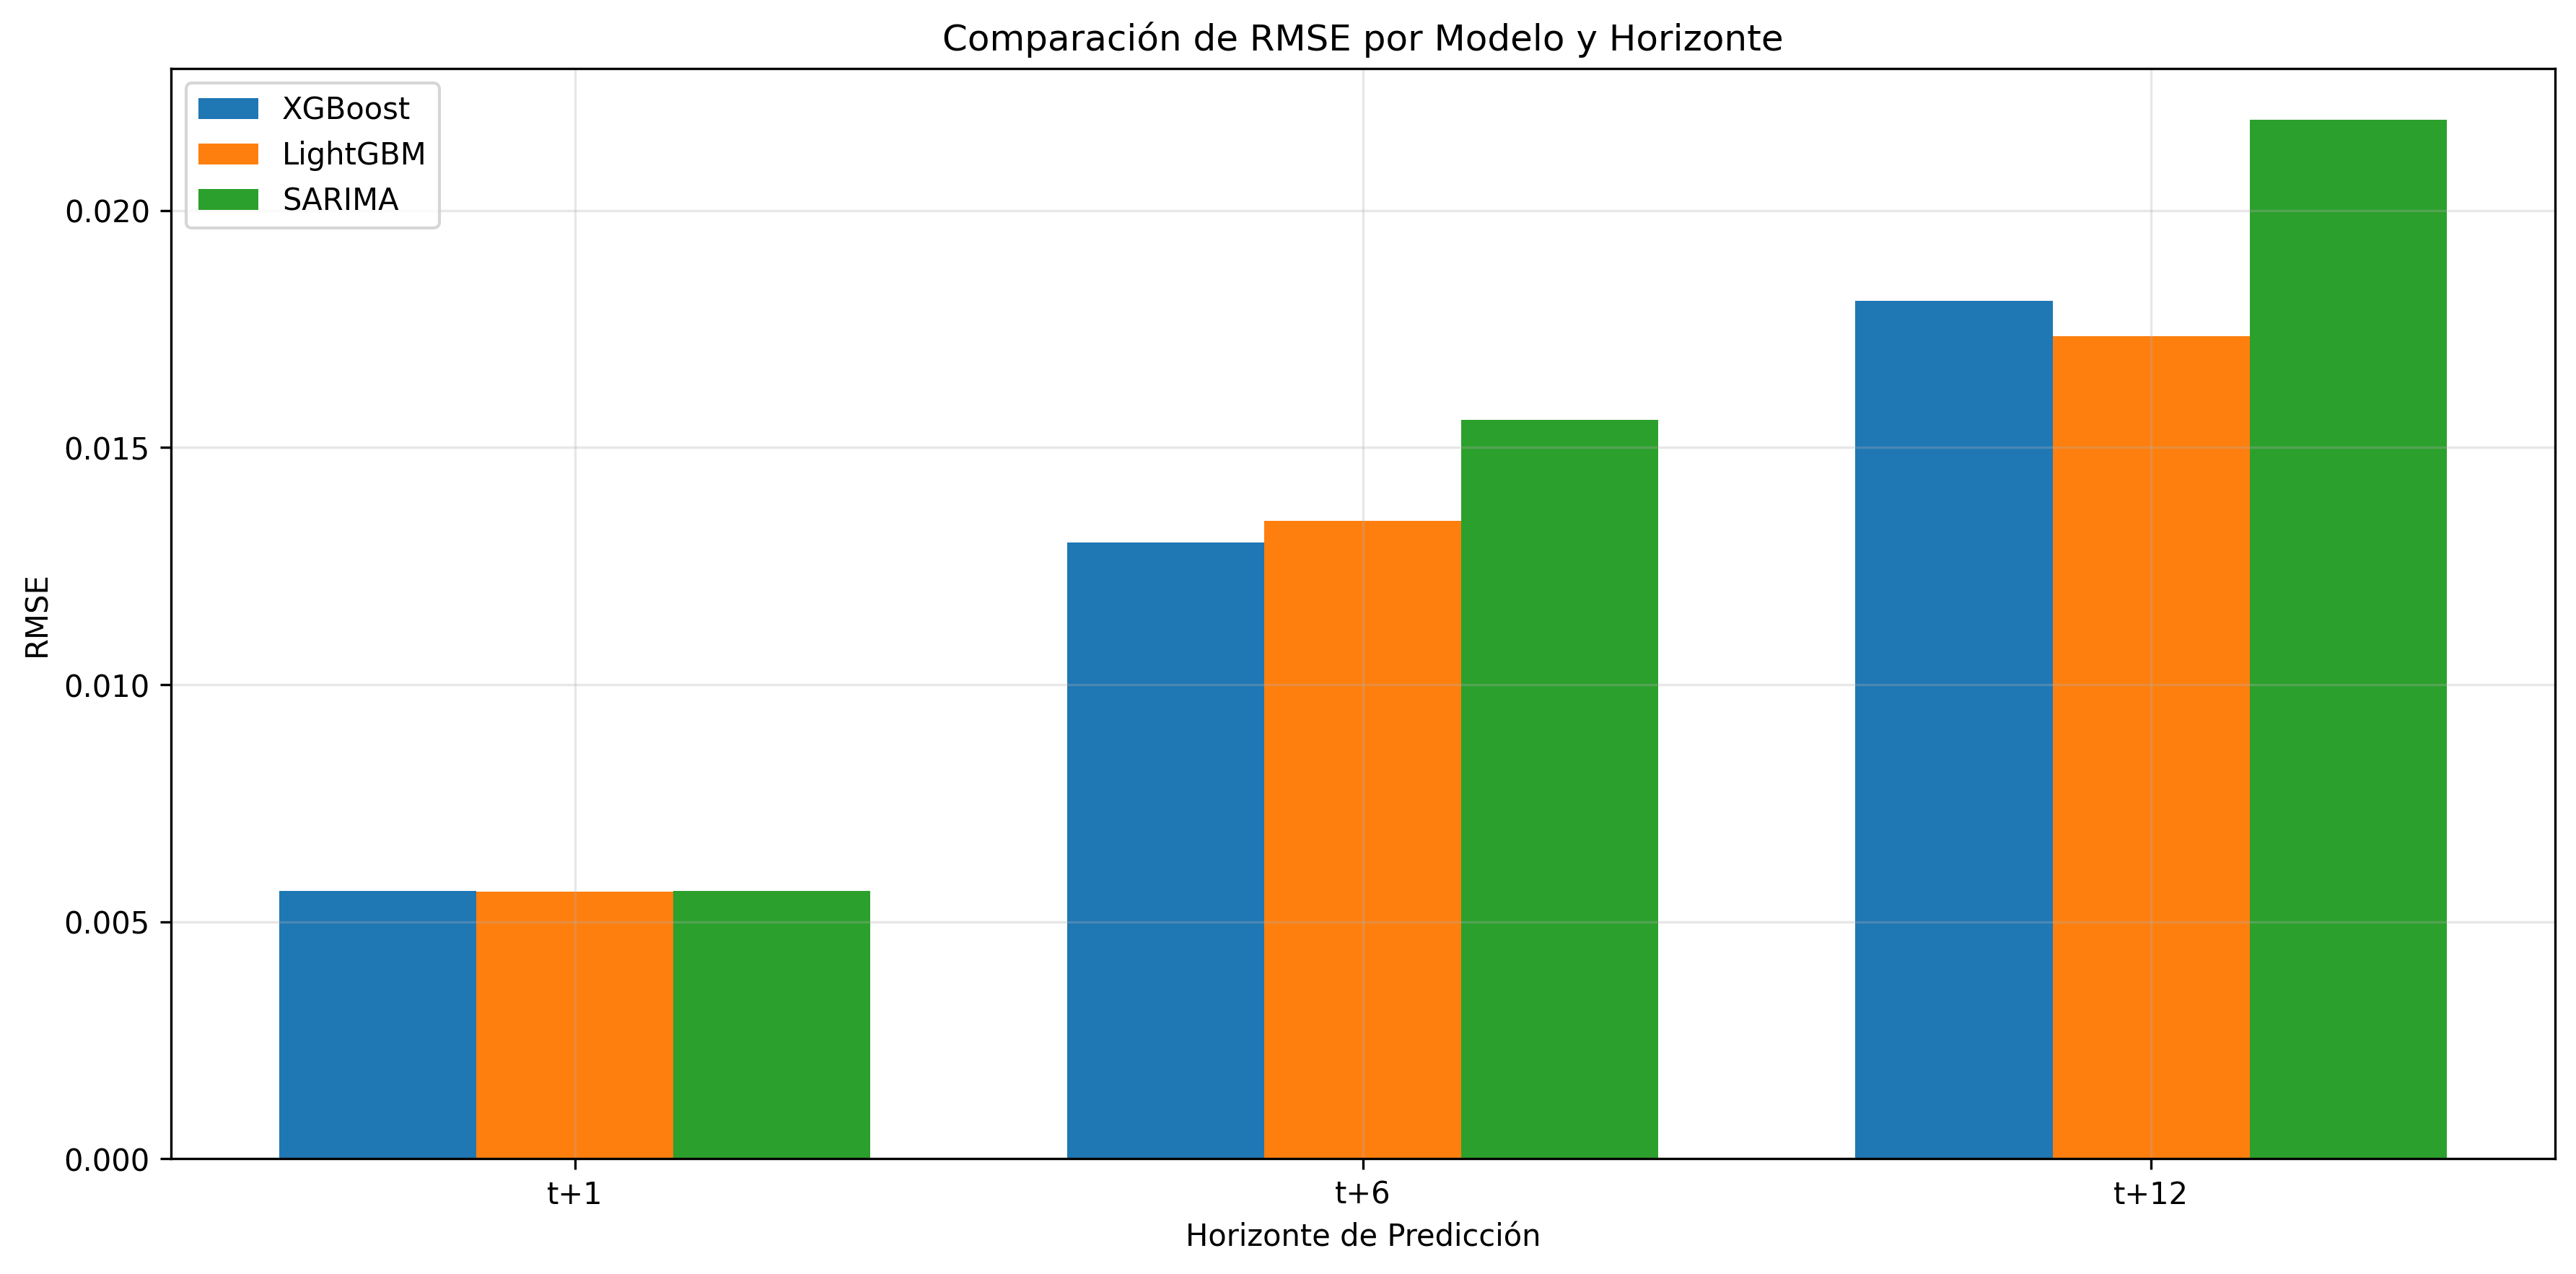 Comparación de RMSE por Modelo y Horizonte
XGBoost
LightGBM
SARIMA
0.020
0.015
0.010
0.005
0.000
RMSE
t+1
t+6
t+12
Horizonte de Predicción